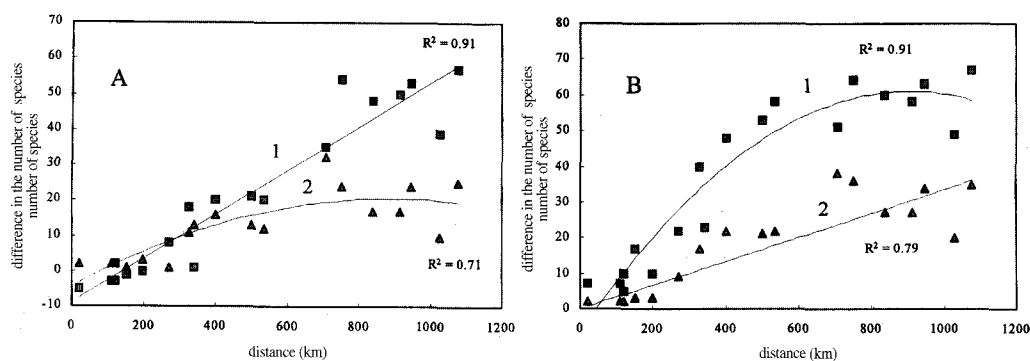 difference in the number of species
number of species
60
50
40
30
20
10
0
-10
A
1
2
R² = 0.91
R² = 0.71
0
200
400
600
800
1000
1200
distance (km)
difference in the number of species
number of species
80
70
60
50
40
30
20
10
0
B
1
2
R² = 0.91
R² = 0.79
0
200
400
600
800
1000
1200
distance (km)